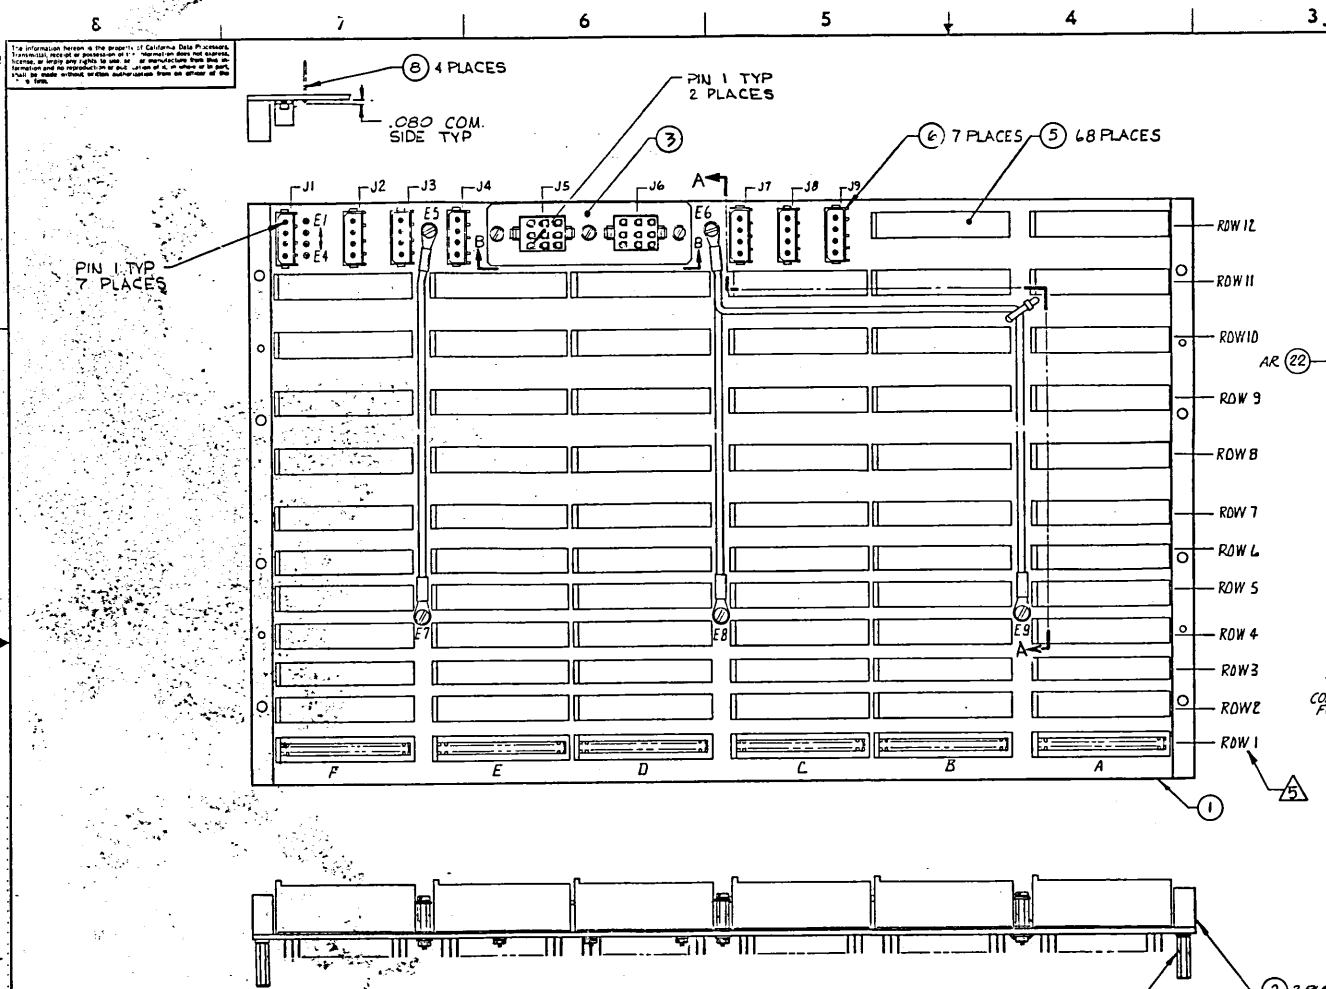 8 7 6 5 4 3
The information hereon is the property of California Data Processors.
8 4 PLACES
.080 COM.
SIDE TYP
PIN 1 TYP
2 PLACES
3
6 7 PLACES
5 68 PLACES
A
J1 J2 J3 J4 J5 J6 J7 J8 J9
E1
E4
E5
E6
B B
PIN 1 TYP
7 PLACES
ROW 12
ROW 11
ROW 10
AR 22
ROW 9
ROW 8
ROW 7
ROW 6
ROW 5
E7 E8 E9
ROW 4
A
ROW 3
ROW 2
ROW 1
F E D C B A
5
1